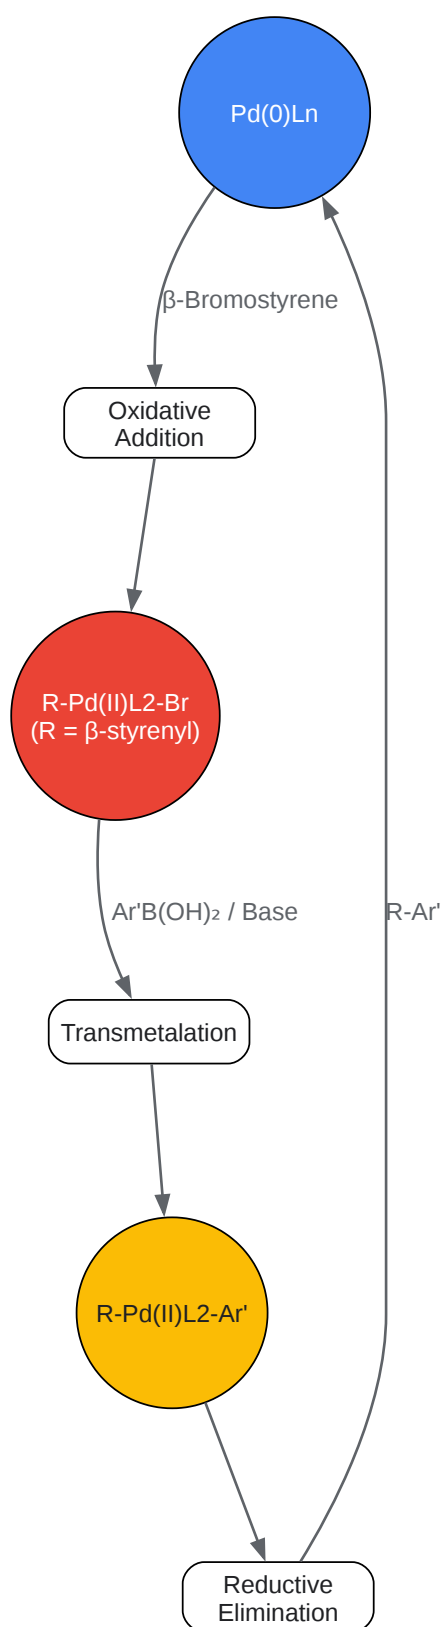 Pd(0)Ln
β-Bromostyrene
Oxidative
Addition
R-Pd(II)L2-Br
(R = β-styrenyl)
Ar'B(OH)₂ / Base
R-Ar'
Transmetalation
R-Pd(II)L2-Ar'
Reductive
Elimination